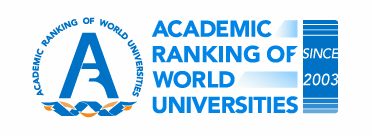 ACADEMIC RANKING OF WORLD UNIVERSITIES
A
ACADEMIC
RANKING OF
WORLD
UNIVERSITIES
SINCE
2003